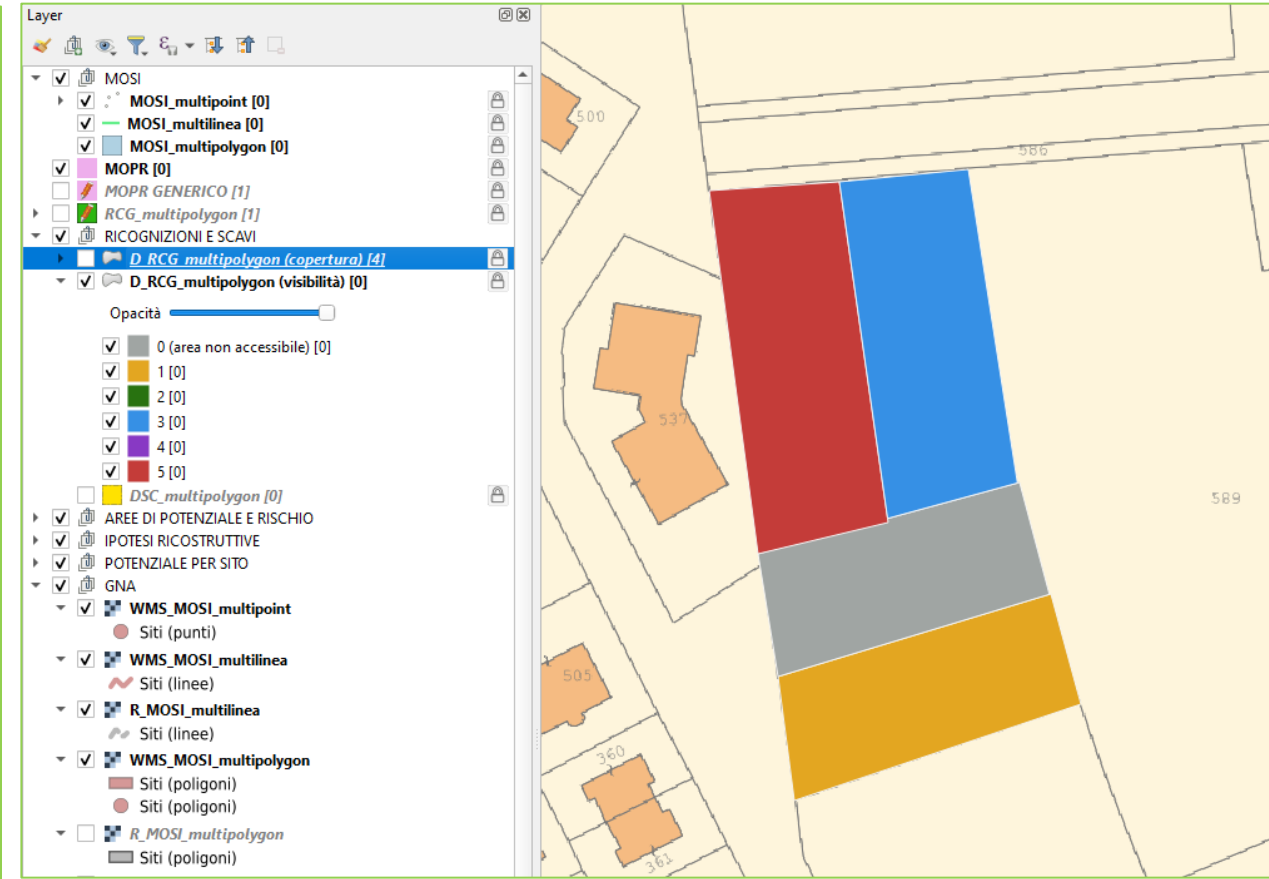 Layer
MOSI
MOSI_multipoint [0]
MOSI_multilinea [0]
MOSI_multipolygon [0]
MOPR [0]
MOPR GENERICO [1]
RCG_multipolygon [1]
RICOGNIZIONI E SCAVI
D_RCG_multipolygon (copertura) [4]
D_RCG_multipolygon (visibilità) [0]
Opacità
0 (area non accessibile) [0]
1 [0]
2 [0]
3 [0]
4 [0]
5 [0]
DSC_multipolygon [0]
AREE DI POTENZIALE E RISCHIO
IPOTESI RICOSTRUTTIVE
POTENZIALE PER SITO
GNA
WMS_MOSI_multipoint
Siti (punti)
WMS_MOSI_multilinea
Siti (linee)
R_MOSI_multilinea
Siti (linee)
WMS_MOSI_multipolygon
Siti (poligoni)
Siti (poligoni)
R_MOSI_multipolygon
Siti (poligoni)
500
586
537
589
505
360
361